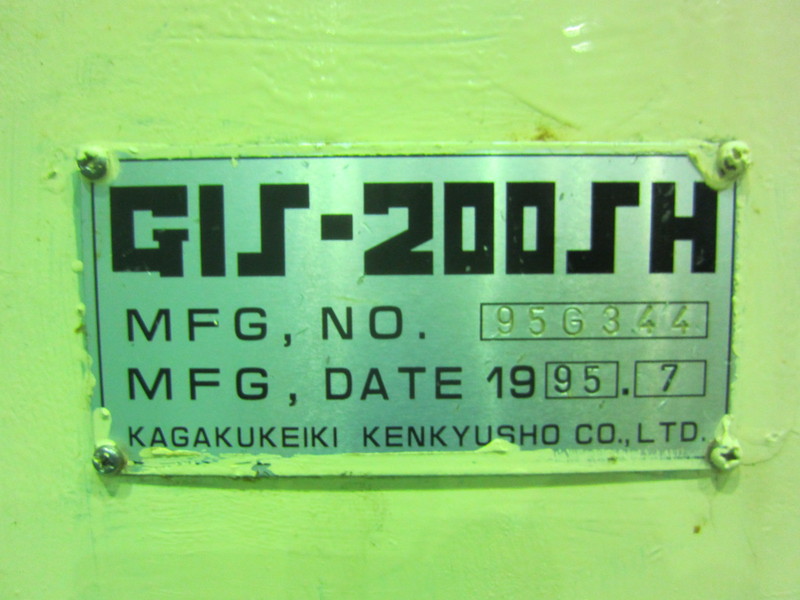 GIS-200SH
MFG, NO. 95G344
MFG, DATE 1995.7
KAGAKUKEIKI KENKYUSHO CO.,LTD.